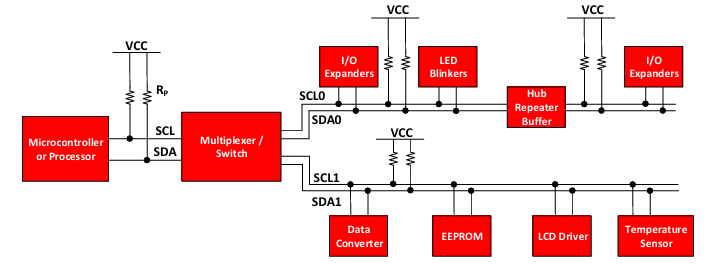 VCC
VCC
VCC
I/O
Expanders
LED
Blinkers
I/O
Expanders
RP
SCL0
Hub
Repeater
Buffer
SDA0
Microcontroller
or Processor
SCL
SDA
Multiplexer /
Switch
VCC
SCL1
SDA1
Data
Converter
EEPROM
LCD Driver
Temperature
Sensor